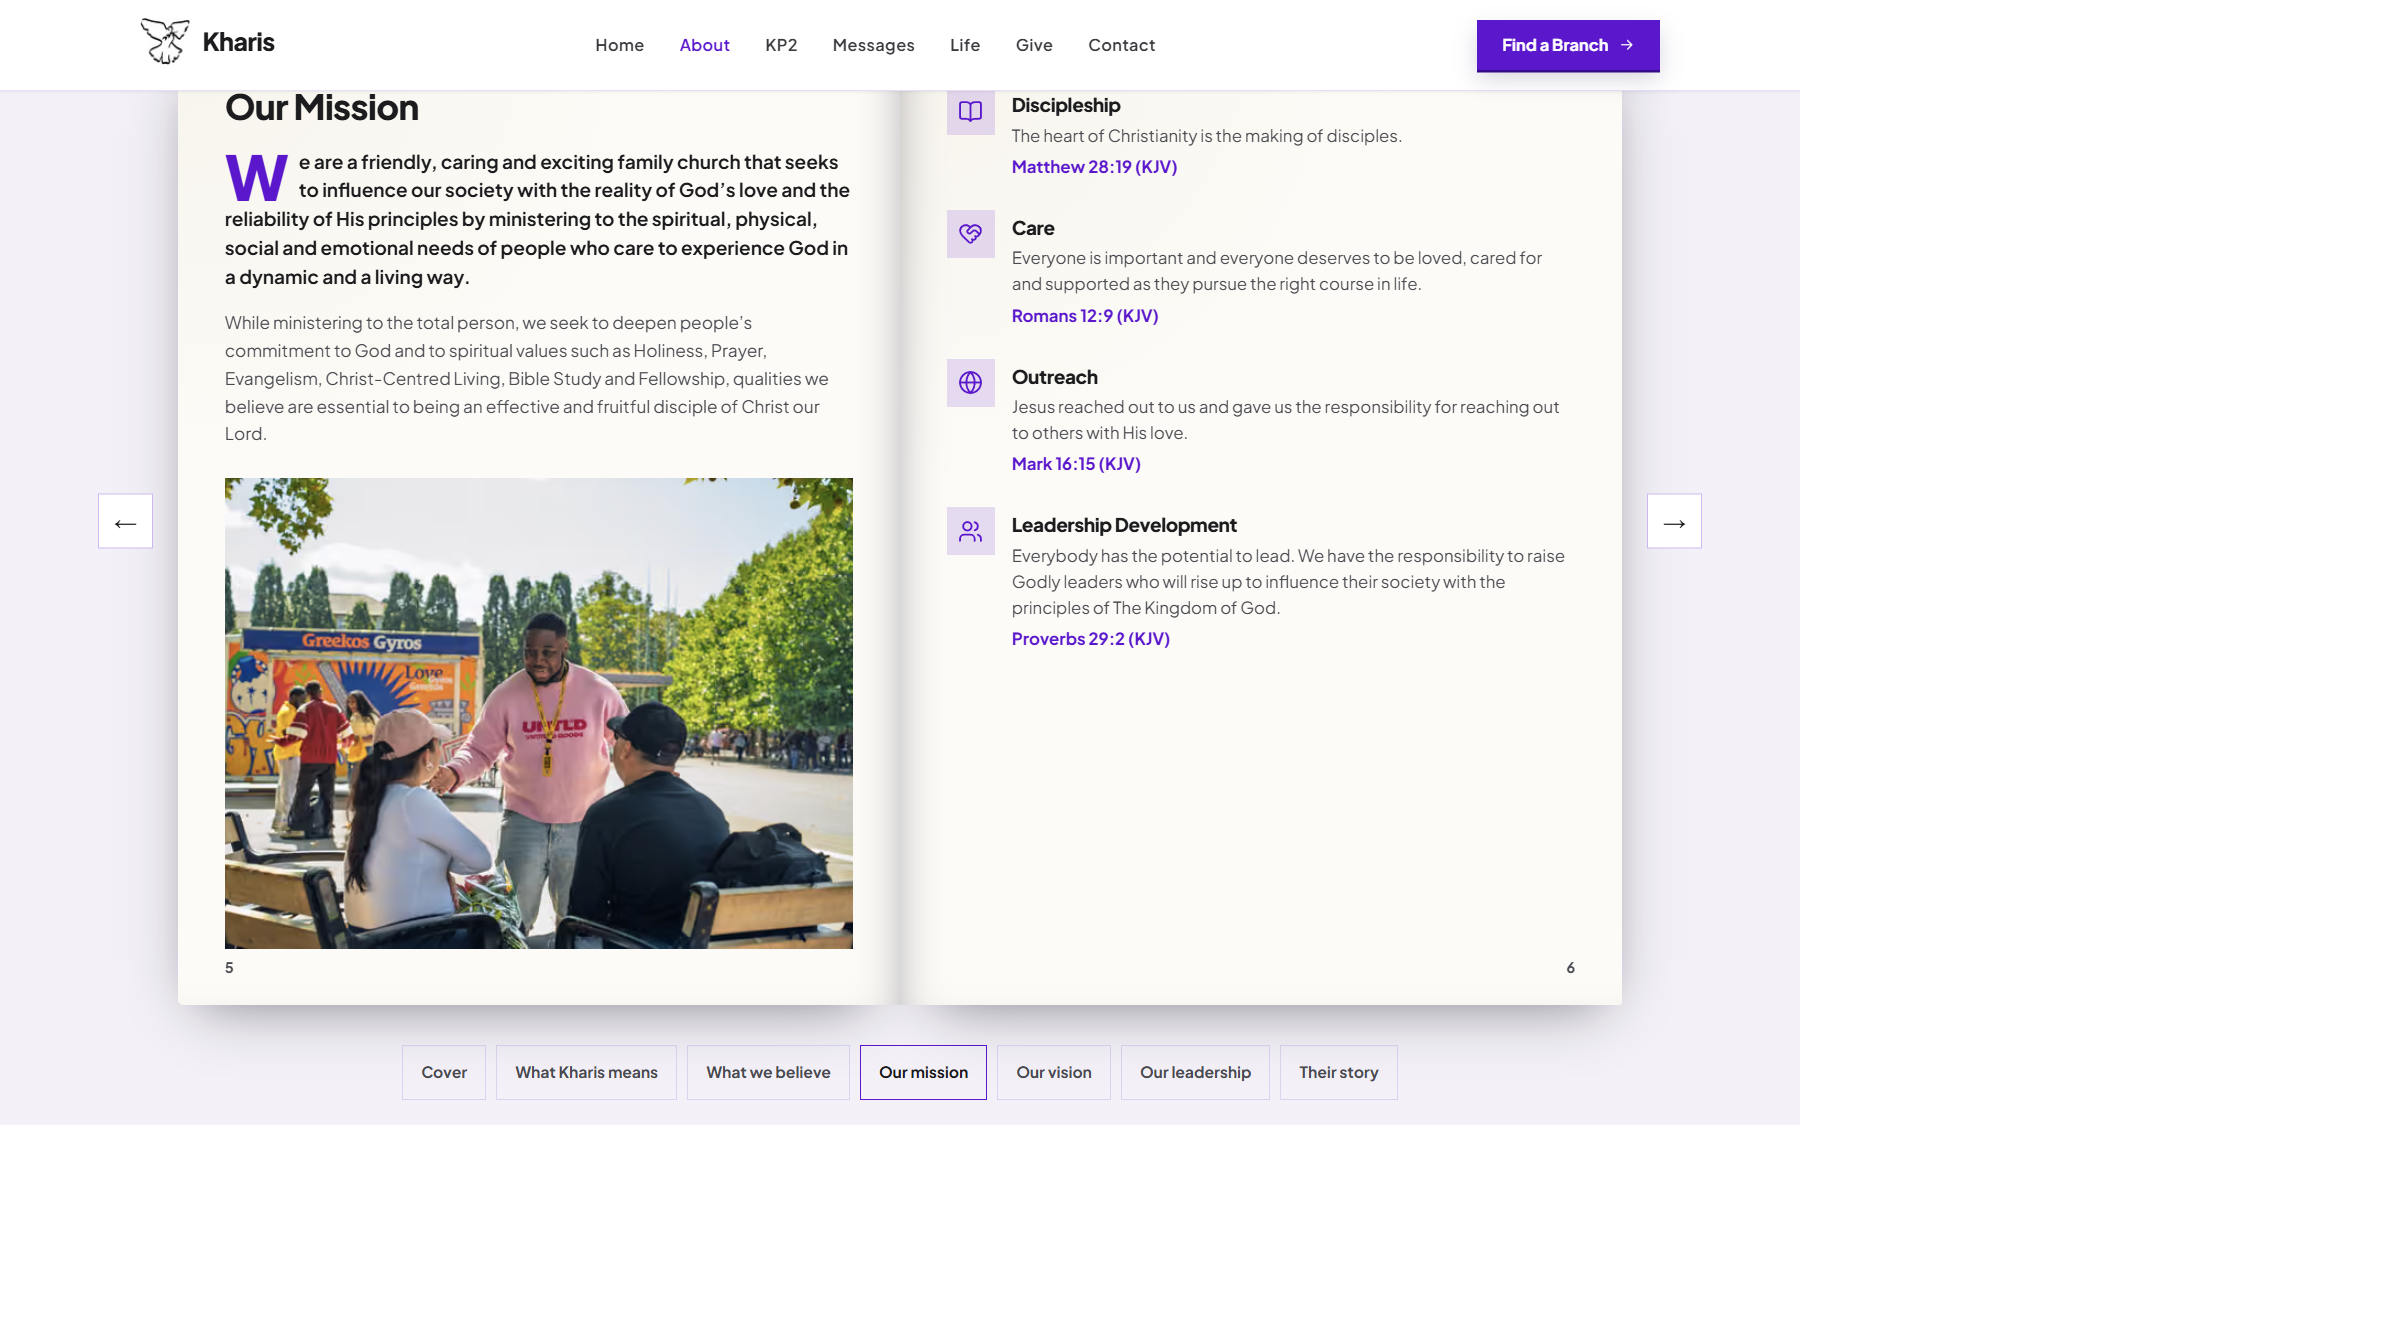 Kharis
Home
About
KP2
Messages
Life
Give
Contact
Find a Branch →
Our Mission
We are a friendly, caring and exciting family church that seeks
to influence our society with the reality of God’s love and the
reliability of His principles by ministering to the spiritual, physical,
social and emotional needs of people who care to experience God in
a dynamic and a living way.
While ministering to the total person, we seek to deepen people’s
commitment to God and to spiritual values such as Holiness, Prayer,
Evangelism, Christ-Centred Living, Bible Study and Fellowship, qualities we
believe are essential to being an effective and fruitful disciple of Christ our
Lord.
Greekos Gyros
Love
5
Discipleship
The heart of Christianity is the making of disciples.
Matthew 28:19 (KJV)
Care
Everyone is important and everyone deserves to be loved, cared for
and supported as they pursue the right course in life.
Romans 12:9 (KJV)
Outreach
Jesus reached out to us and gave us the responsibility for reaching out
to others with His love.
Mark 16:15 (KJV)
Leadership Development
Everybody has the potential to lead. We have the responsibility to raise
Godly leaders who will rise up to influence their society with the
principles of The Kingdom of God.
Proverbs 29:2 (KJV)
6
←
→
Cover
What Kharis means
What we believe
Our mission
Our vision
Our leadership
Their story